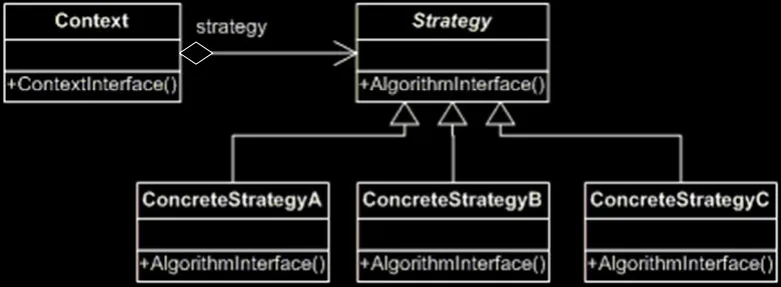 Context
strategy
Strategy
+ContextInterface()
+AlgorithmInterface()
ConcreteStrategyA
ConcreteStrategyB
ConcreteStrategyC
+AlgorithmInterface()
+AlgorithmInterface()
+AlgorithmInterface()